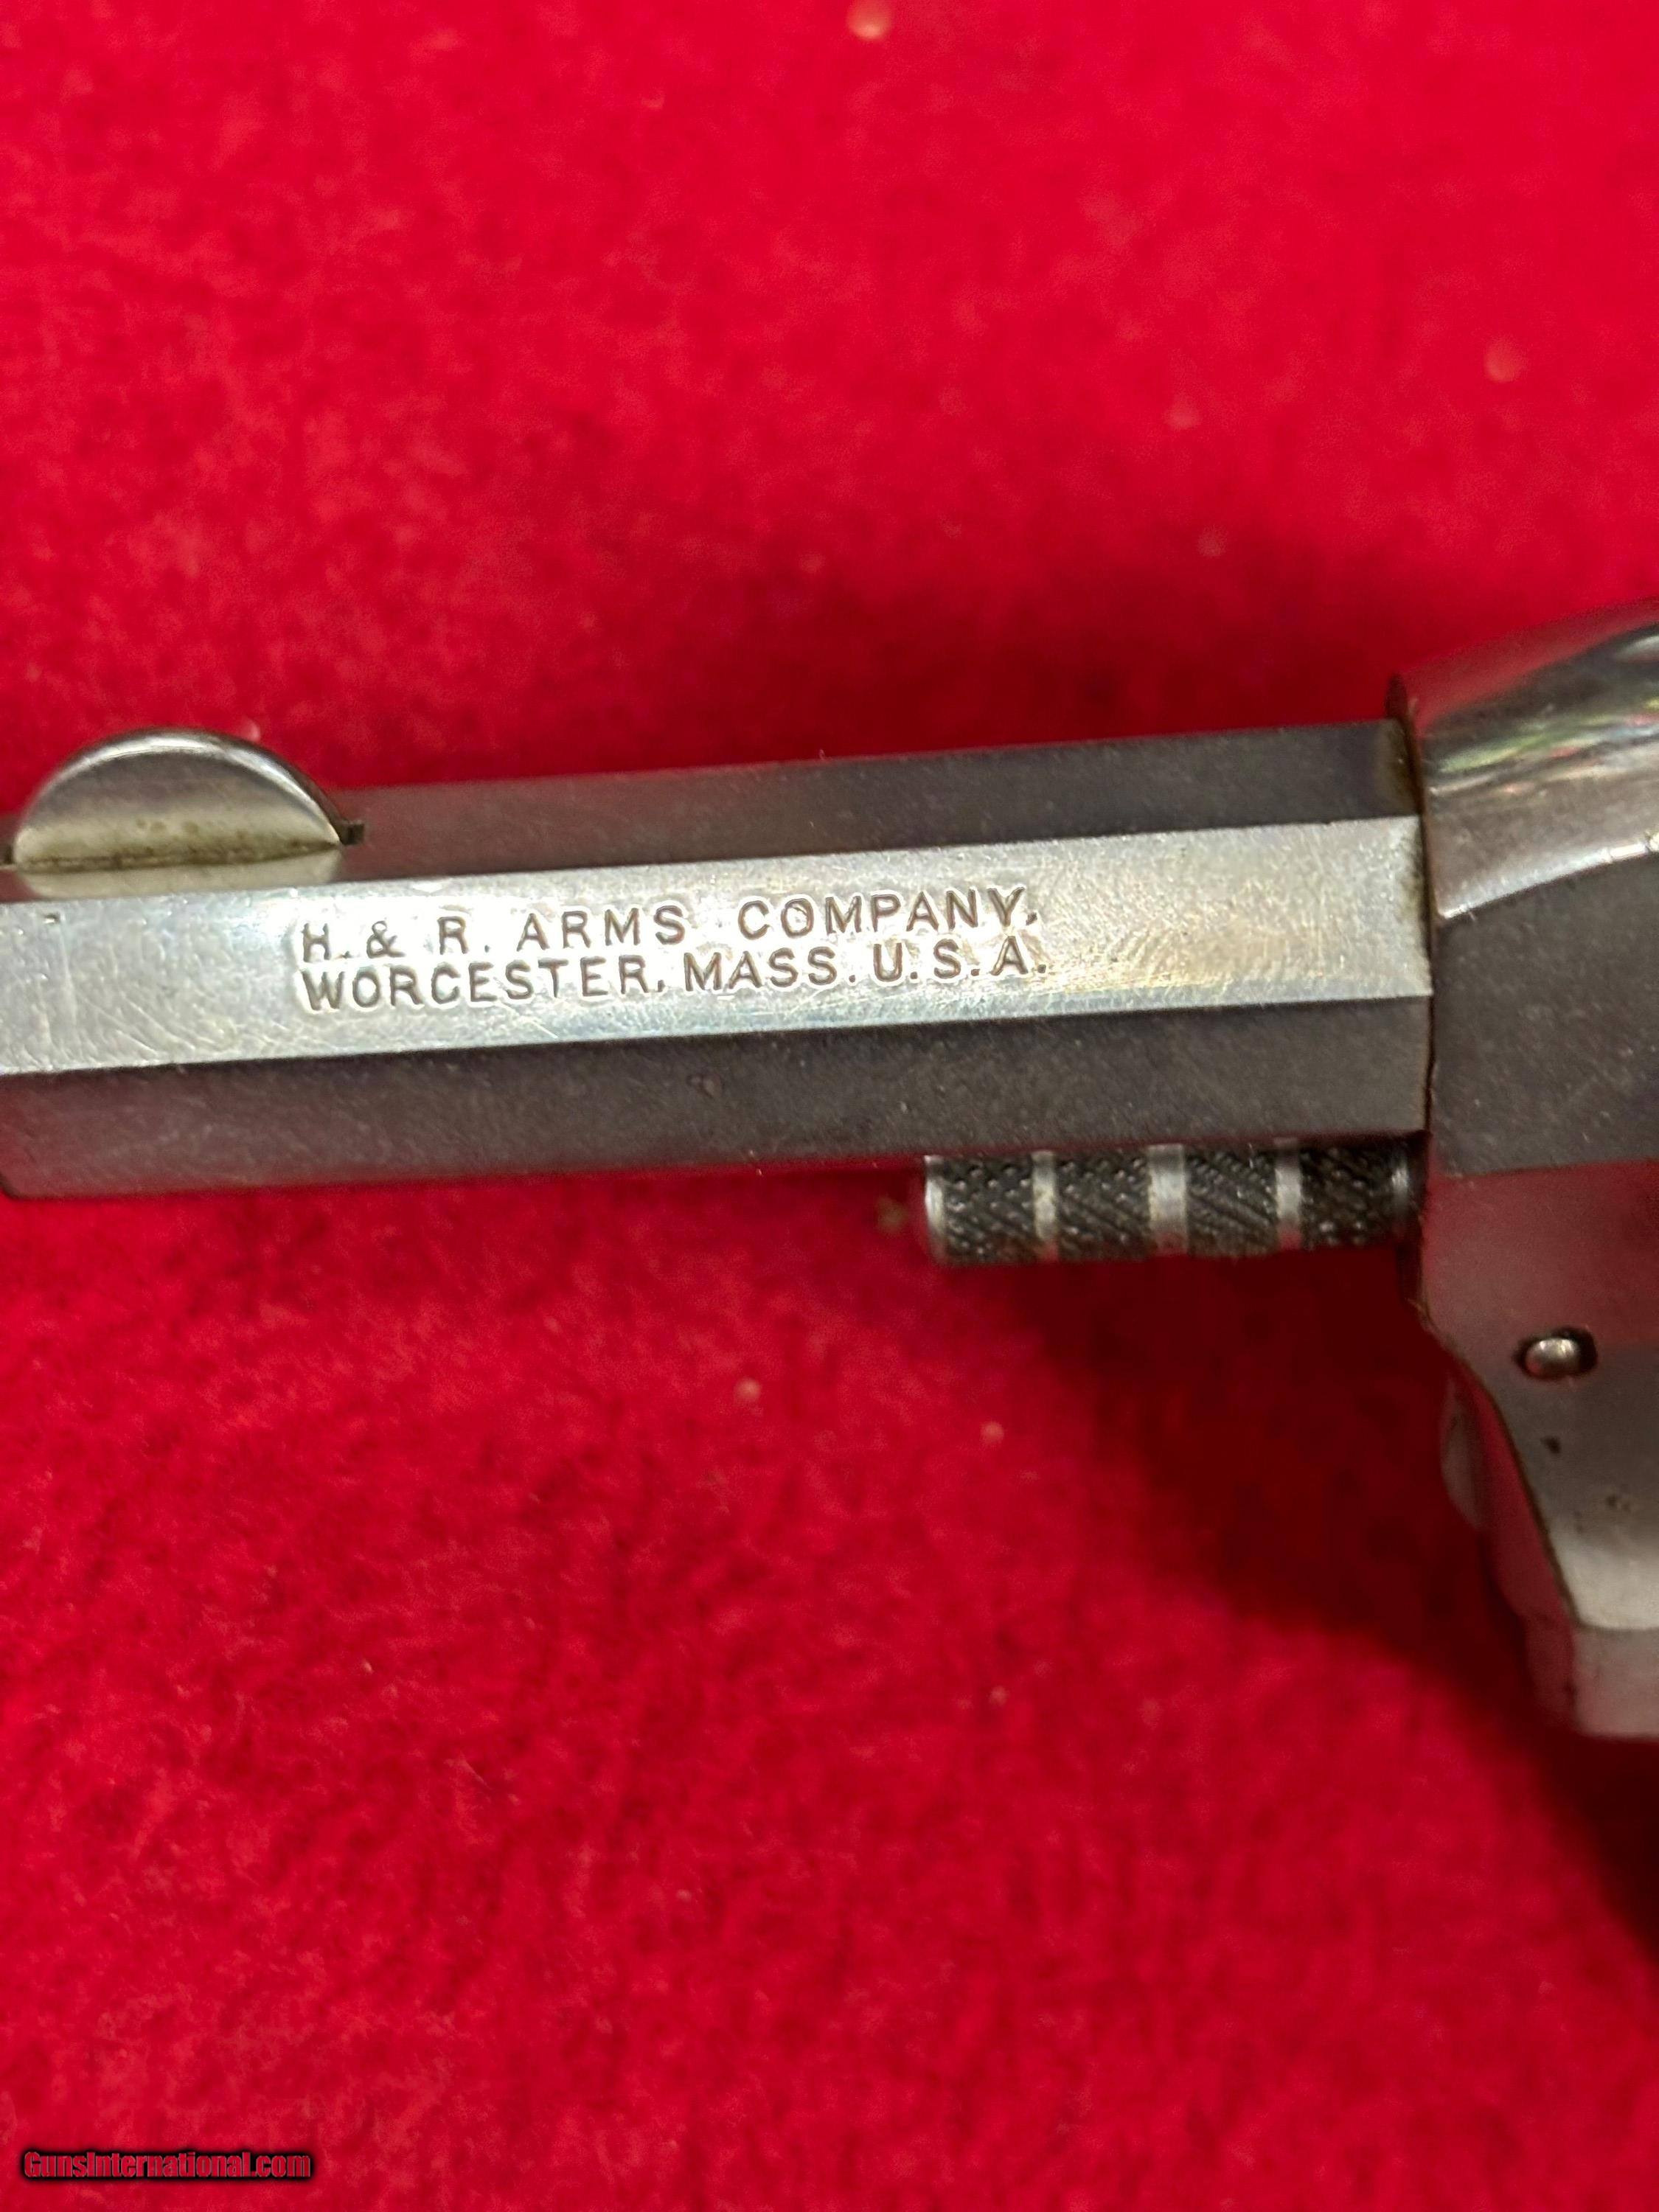 H. & R. ARMS COMPANY,
WORCESTER, MASS. U.S.A.
GunsInternational.com